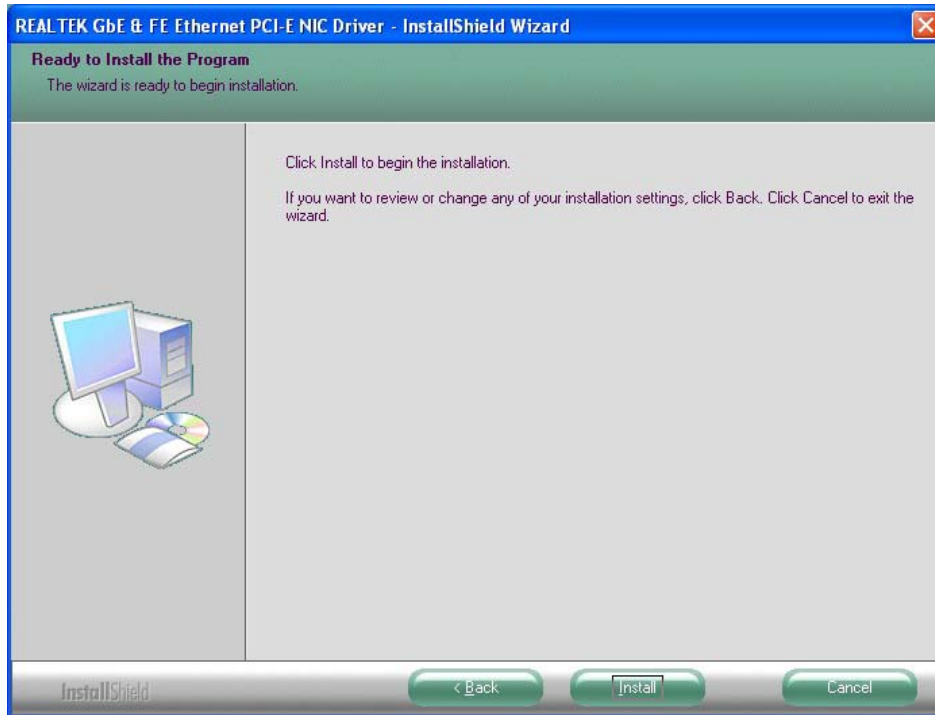 REALTEK GbE & FE Ethernet PCI-E NIC Driver - InstallShield Wizard
Ready to Install the Program
The wizard is ready to begin installation.
Click Install to begin the installation.
If you want to review or change any of your installation settings, click Back. Click Cancel to exit the
wizard.
InstallShield
< Back
Install
Cancel